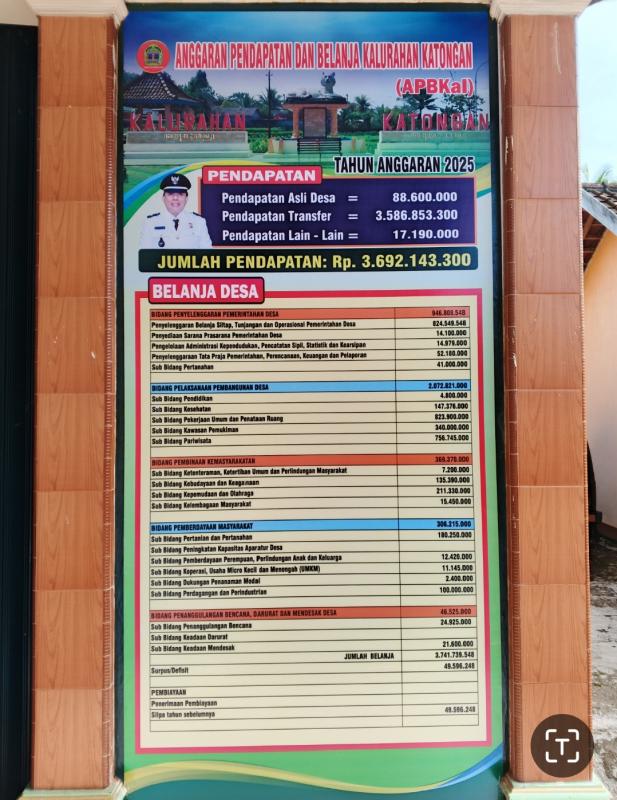 ANGGARAN PENDAPATAN DAN BELANJA KALURAHAN KATONGAN
(APBKal)
KALURAHAN KATONGAN
TAHUN ANGGARAN 2025
PENDAPATAN
Pendapatan Asli Desa = 88.600.000
Pendapatan Transfer = 3.586.853.300
Pendapatan Lain - Lain = 17.190.000
JUMLAH PENDAPATAN: Rp. 3.692.143.300
BELANJA DESA
BIDANG PENYELENGGARAN PEMERINTAHAN DESA 946.808.548
Penyelenggaran Belanja Siltap, Tunjangan dan Operasional Pemerintahan Desa 824.549.548
Penyediaan Sarana Prasarana Pemerintahan Desa 14.100.000
Pengelolaan Administrasi Kependudukan, Pencatatan Sipil, Statistik dan Kearsipan 14.979.000
Penyelenggaraan Tata Praja Pemerintahan, Perencanaan, Keuangan dan Pelaporan 52.180.000
Sub Bidang Pertanahan 41.000.000
BIDANG PELAKSANAAN PEMBANGUNAN DESA 2.072.821.000
Sub Bidang Pendidikan 4.800.000
Sub Bidang Kesehatan 147.376.000
Sub Bidang Pekerjaan Umum dan Penataan Ruang 823.900.000
Sub Bidang Kawasan Pemukiman 340.000.000
Sub Bidang Pariwisata 756.745.000
BIDANG PEMBINAAN KEMASYARAKATAN 369.370.000
Sub Bidang Ketenteraman, Ketertiban Umum dan Perlindungan Masyarakat 7.200.000
Sub Bidang Kebudayaan dan Keagamaan 135.390.000
Sub Bidang Kepemudaan dan Olahraga 211.330.000
Sub Bidang Kelembagaan Masyarakat 15.450.000
BIDANG PEMBERDAYAAN MASYARAKAT 306.215.000
Sub Bidang Pertanian dan Pertanahan 180.250.000
Sub Bidang Peningkatan Kapasitas Aparatur Desa
Sub Bidang Pemberdayaan Perempuan, Perlindungan Anak dan Keluarga 12.420.000
Sub Bidang Koperasi, Usaha Micro Kecil dan Menengah (UMKM) 11.145.000
Sub Bidang Dukungan Penanaman Modal 2.400.000
Sub Bidang Perdagangan dan Perindustrian 100.000.000
BIDANG PENANGGULANGAN BENCANA, DARURAT DAN MENDESAK DESA 46.525.000
Sub Bidang Penanggulangan Bencana 24.925.000
Sub Bidang Keadaan Darurat
Sub Bidang Keadaan Mendesak 21.600.000
JUMLAH BELANJA 3.741.739.548
Surpus/Defisit 49.596.248
PEMBIAYAAN
Penerimaan Pembiayaan
Silpa tahun sebelumnya 49.596.248